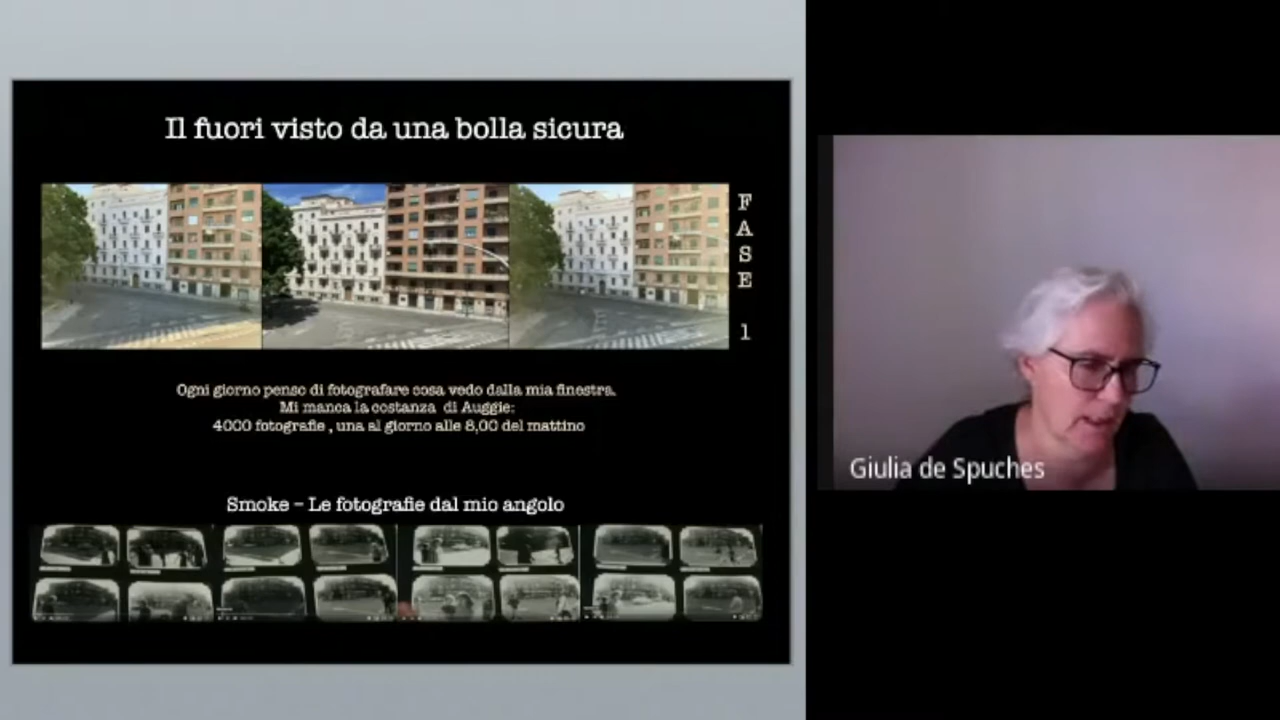 Il fuori visto da una bolla sicura
FASE 1
Ogni giorno penso di fotografare cosa vedo dalla mia finestra.
Mi manca la costanza di Auggie:
4000 fotografie , una al giorno alle 8,00 del mattino
Smoke – Le fotografie dal mio angolo
Giulia de Spuches